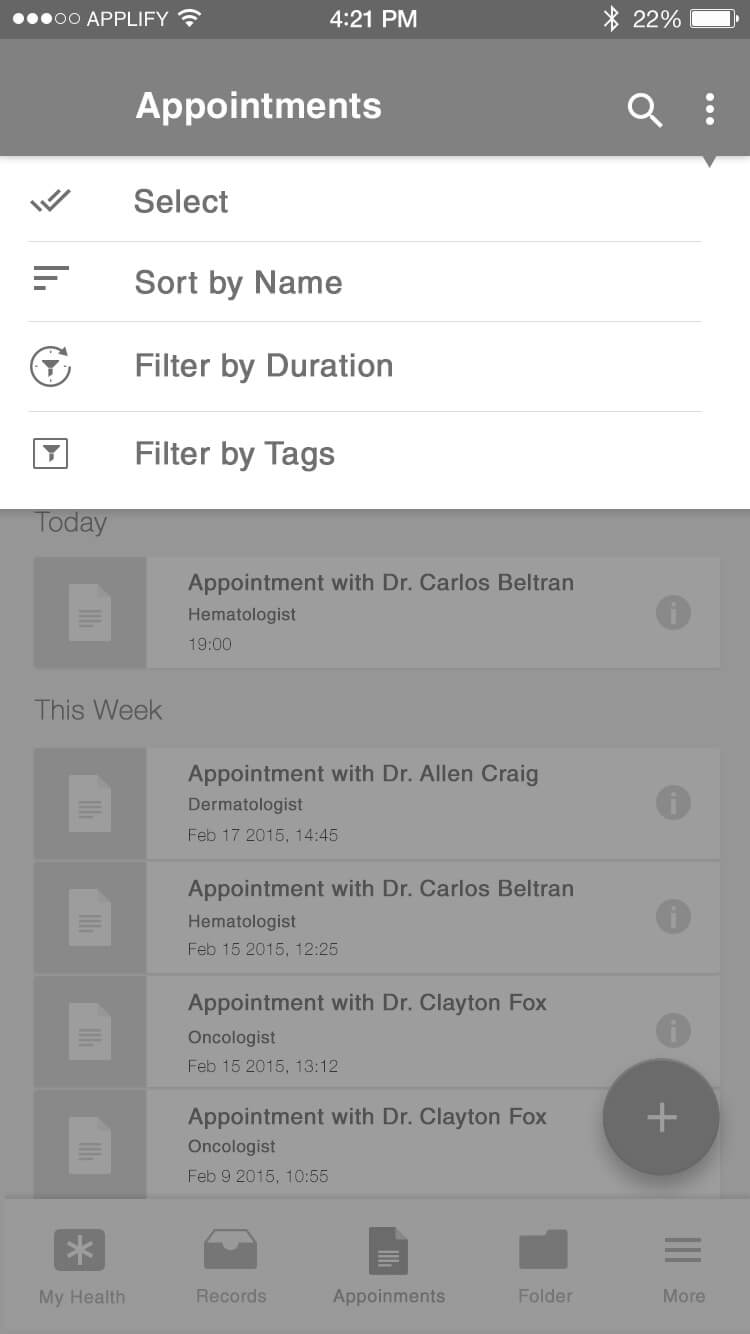 APPLIFY
4:21 PM
22%
Appointments
Select
Sort by Name
Filter by Duration
Filter by Tags
Today
Appointment with Dr. Carlos Beltran
Hematologist
19:00
This Week
Appointment with Dr. Allen Craig
Dermatologist
Feb 17 2015, 14:45
Appointment with Dr. Carlos Beltran
Hematologist
Feb 15 2015, 12:25
Appointment with Dr. Clayton Fox
Oncologist
Feb 15 2015, 13:12
Appointment with Dr. Clayton Fox
Oncologist
Feb 9 2015, 10:55
My Health
Records
Appoinments
Folder
More